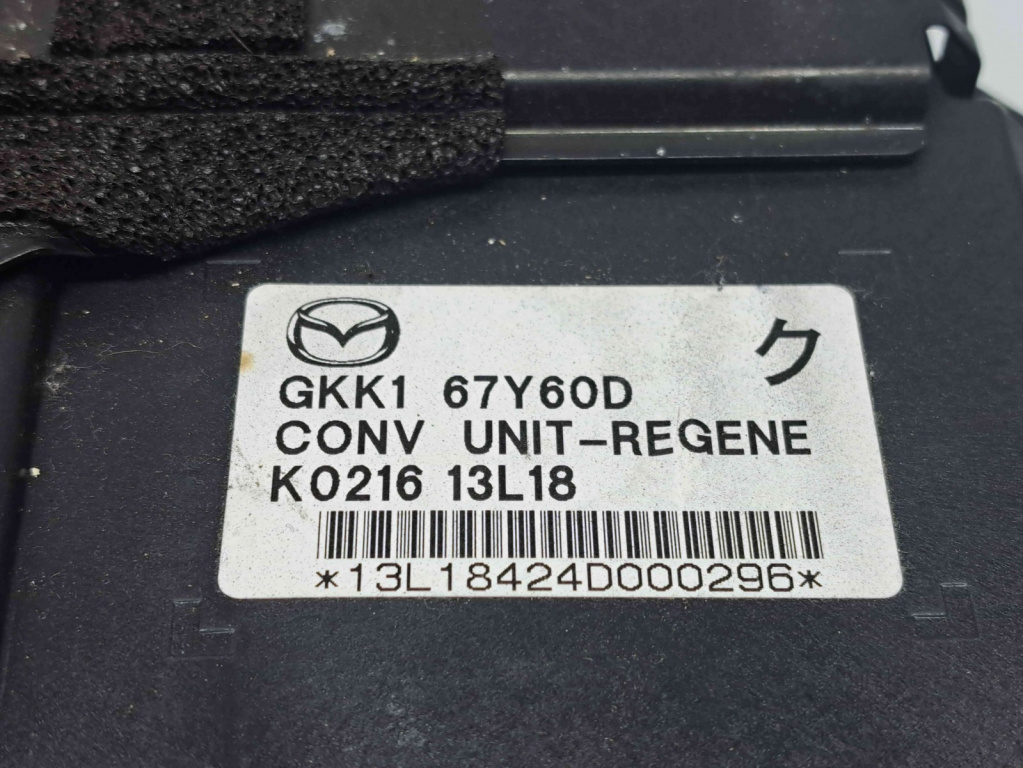 ク
GKK1 67Y60D
CONV UNIT-REGENE
K0216 13L18
*13L18424D000296*